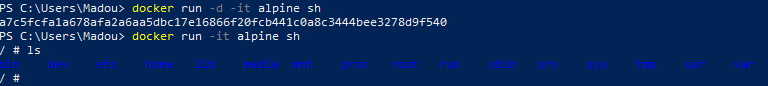 PS C:\Users\Madou> docker run -d -it alpine sh
a7c5fcfa1a678afa2a6aa5dbc17e16866f20fcb441c0a8c3444bee3278d9f540
PS C:\Users\Madou> docker run -it alpine sh
/ # ls
bin dev etc home lib media mnt proc root run sbin srv sys tmp usr var
/ #